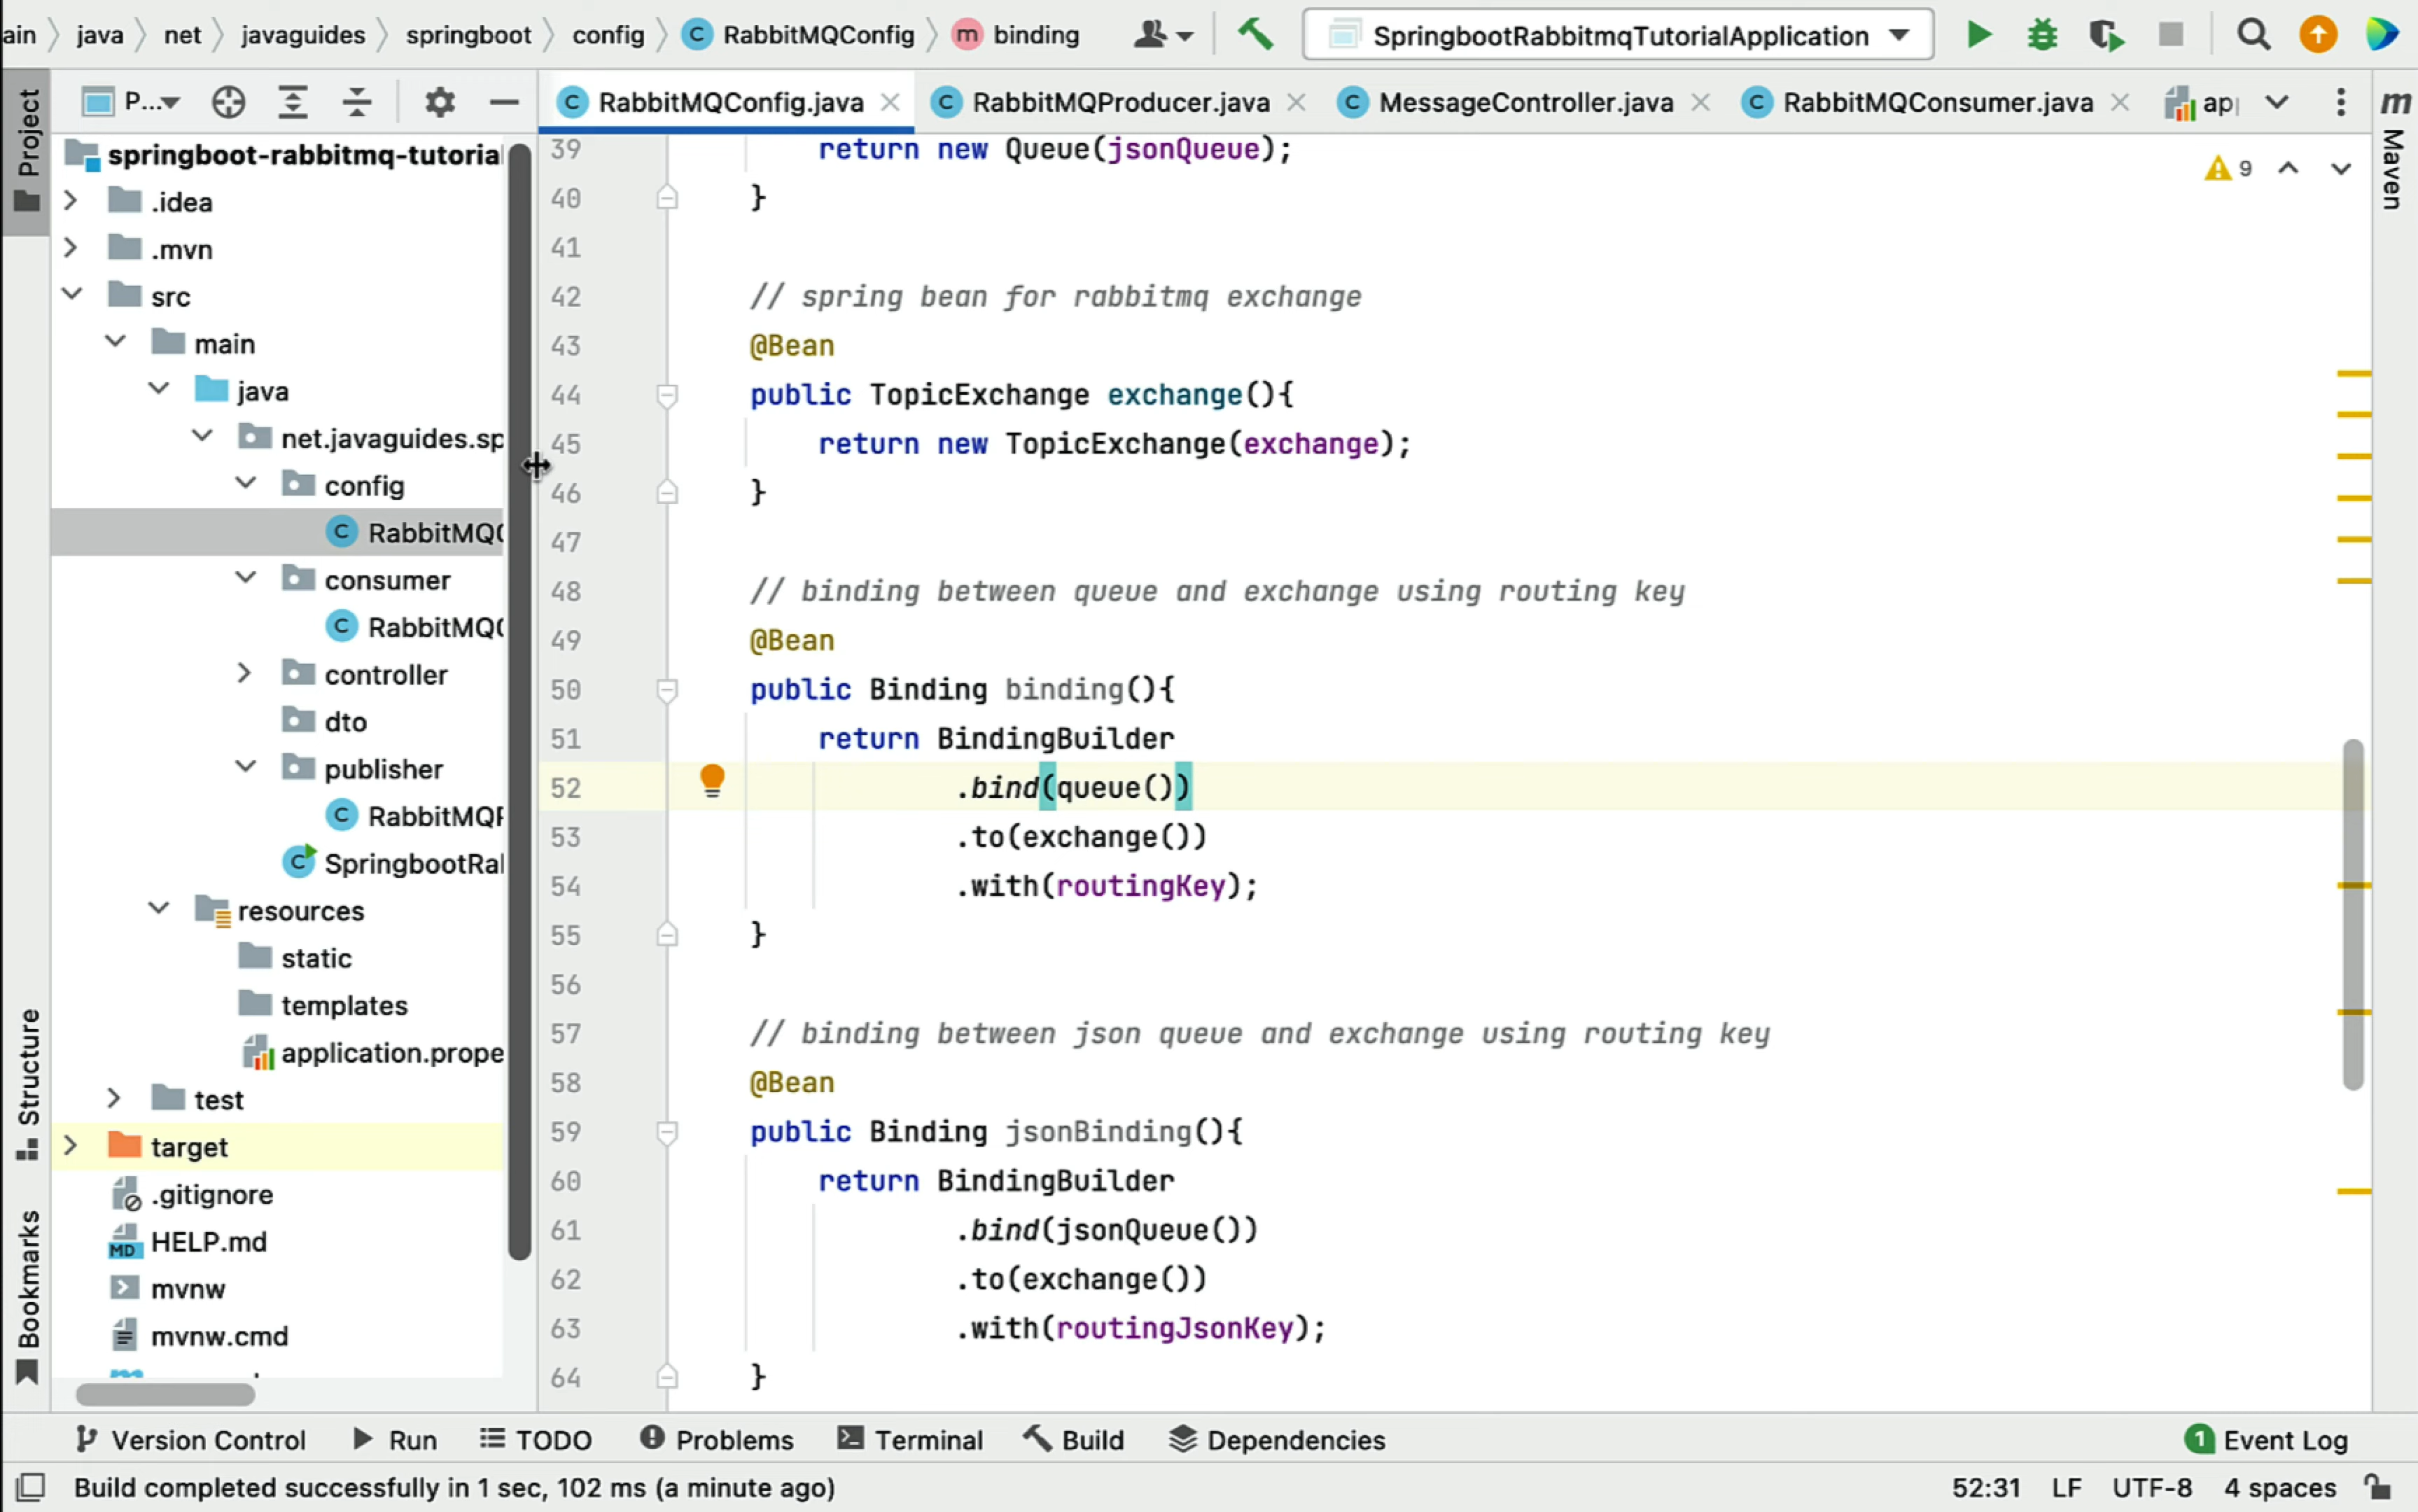 ain java net javaguides springboot config RabbitMQConfig binding SpringbootRabbitmqTutorialApplication
Project P... RabbitMQConfig.java RabbitMQProducer.java MessageController.java RabbitMQConsumer.java ap
Maven
springboot-rabbitmq-tutoria
.idea
.mvn
src
main
java
net.javaguides.sp
config
RabbitMQC
consumer
RabbitMQC
controller
dto
publisher
RabbitMQP
SpringbootRal
resources
static
templates
application.prope
test
target
.gitignore
HELP.md
mvnw
mvnw.cmd
Structure
Bookmarks
9
39 return new Queue(jsonQueue);
40 }
41
42 // spring bean for rabbitmq exchange
43 @Bean
44 public TopicExchange exchange(){
45 return new TopicExchange(exchange);
46 }
47
48 // binding between queue and exchange using routing key
49 @Bean
50 public Binding binding(){
51 return BindingBuilder
52 .bind(queue())
53 .to(exchange())
54 .with(routingKey);
55 }
56
57 // binding between json queue and exchange using routing key
58 @Bean
59 public Binding jsonBinding(){
60 return BindingBuilder
61 .bind(jsonQueue())
62 .to(exchange())
63 .with(routingJsonKey);
64 }
Version Control Run TODO Problems Terminal Build Dependencies 1 Event Log
Build completed successfully in 1 sec, 102 ms (a minute ago) 52:31 LF UTF-8 4 spaces